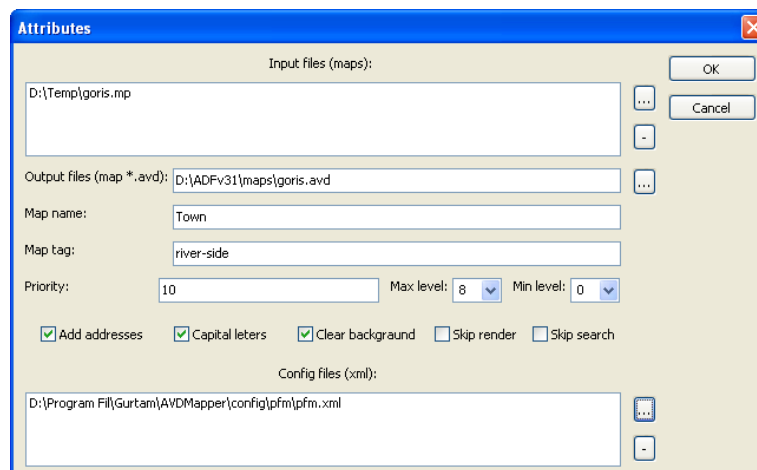 Attributes
Input files (maps):
OK
D:\Temp\goris.mp
...
Cancel
-
Output files (map *.avd): D:\ADFv31\maps\goris.avd ...
Map name: Town
Map tag: river-side
Priority: 10 Max level: 8 Min level: 0
Add addresses Capital leters Clear background Skip render Skip search
Config files (xml):
D:\Program Fil\Gurtam\AVDMapper\config\pfm\pfm.xml
...
-